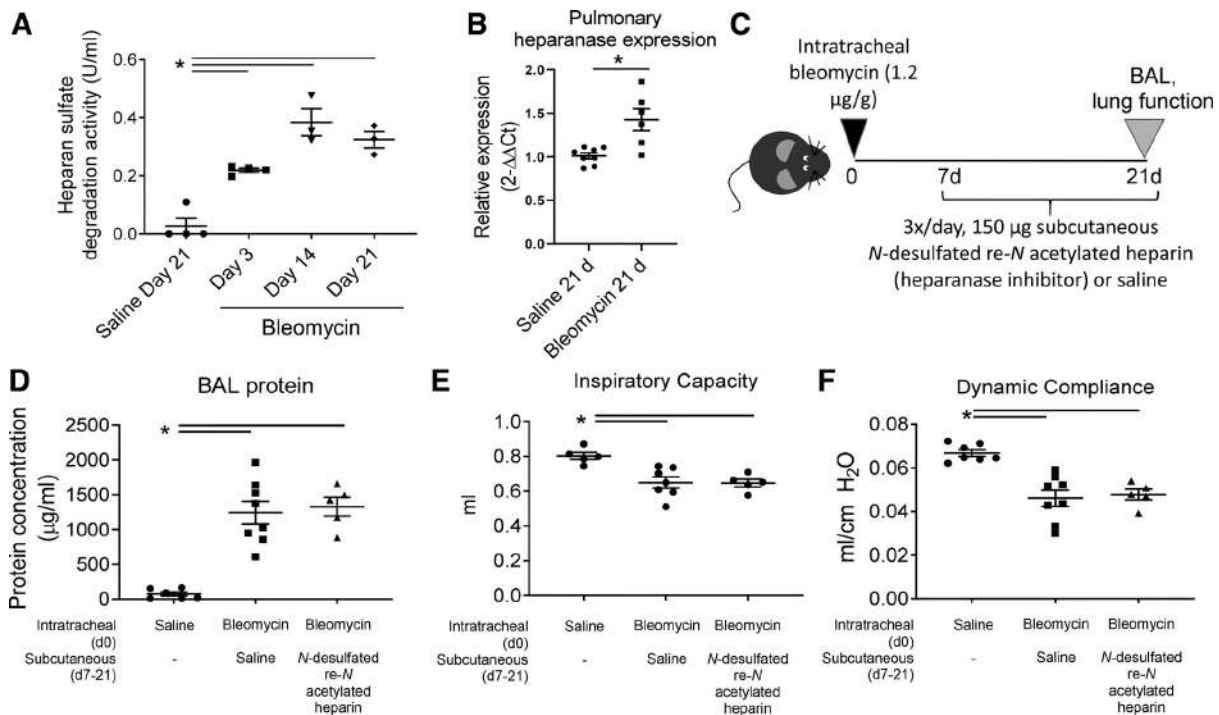 A
Heparan sulfate
degradation activity (U/ml)
0.6
0.4
0.2
0.0
*
Saline Day 21
Day 3
Day 14
Day 21
Bleomycin
B
Pulmonary
heparanase expression
*
Relative expression
(2-ΔΔCt)
2.0
1.5
1.0
0.5
0.0
Saline 21 d
Bleomycin 21 d
C
Intratracheal
bleomycin (1.2
µg/g)
BAL,
lung function
0
7d
21d
3x/day, 150 µg subcutaneous
N-desulfated re-N acetylated heparin
(heparanase inhibitor) or saline
D
BAL protein
Protein concentration
(µg/ml)
2500
2000
1500
1000
500
0
*
Intratracheal
(d0)
Saline
Bleomycin
Bleomycin
Subcutaneous
(d7-21)
-
Saline
N-desulfated
re-N
acetylated
heparin
E
Inspiratory Capacity
ml
1.0
0.8
0.6
0.4
0.2
0.0
*
Intratracheal
(d0)
Saline
Bleomycin
Bleomycin
Subcutaneous
(d7-21)
-
Saline
N-desulfated
re-N
acetylated
heparin
F
Dynamic Compliance
ml/cm H2O
0.08
0.06
0.04
0.02
0.00
*
Intratracheal
(d0)
Saline
Bleomycin
Bleomycin
Subcutaneous
(d7-21)
-
Saline
N-desulfated
re-N
acetylated
heparin